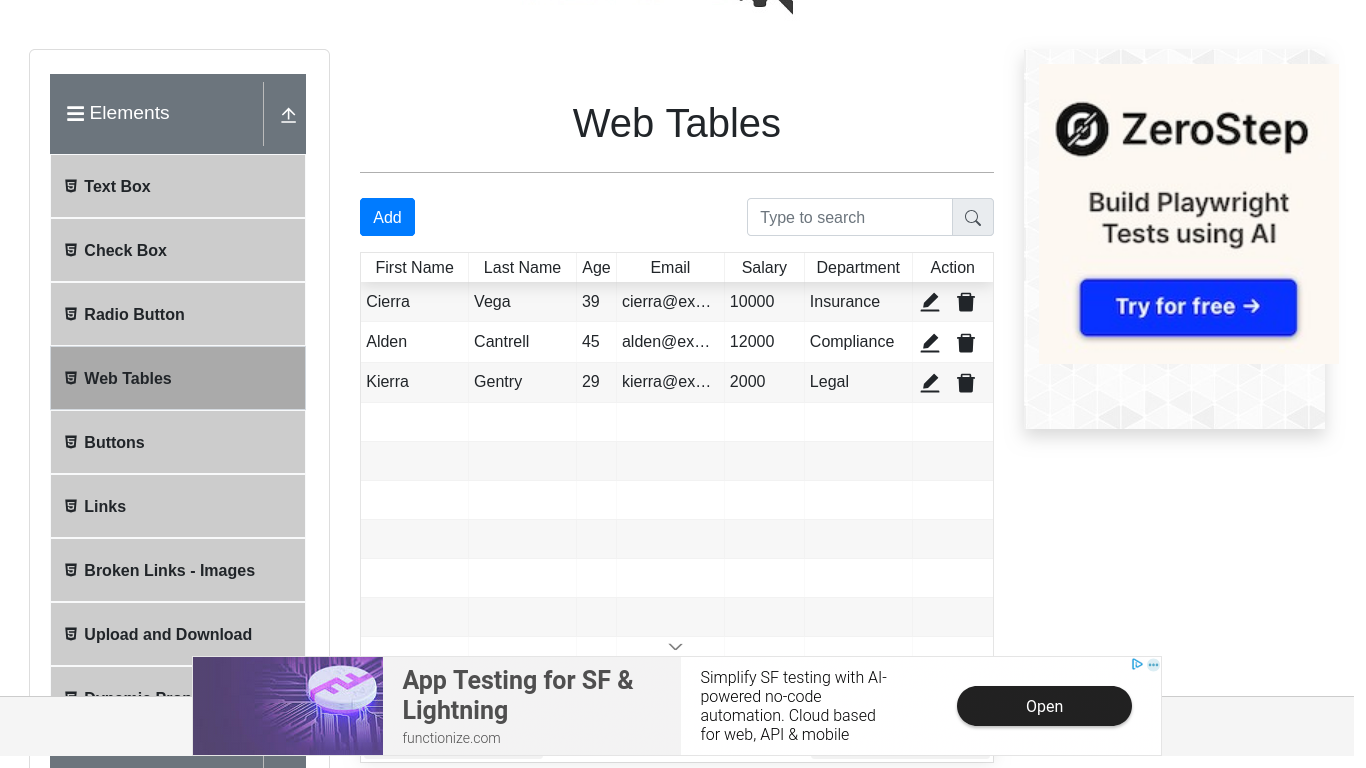 Elements
Text Box
Check Box
Radio Button
Web Tables
Buttons
Links
Broken Links - Images
Upload and Download
Web Tables
Add
Type to search
First Name Last Name Age Email Salary Department Action
Cierra Vega 39 cierra@ex… 10000 Insurance
Alden Cantrell 45 alden@ex… 12000 Compliance
Kierra Gentry 29 kierra@ex… 2000 Legal
ZeroStep
Build Playwright
Tests using AI
Try for free →
App Testing for SF &
Lightning
functionize.com
Simplify SF testing with AI-
powered no-code
automation. Cloud based
for web, API & mobile
Open